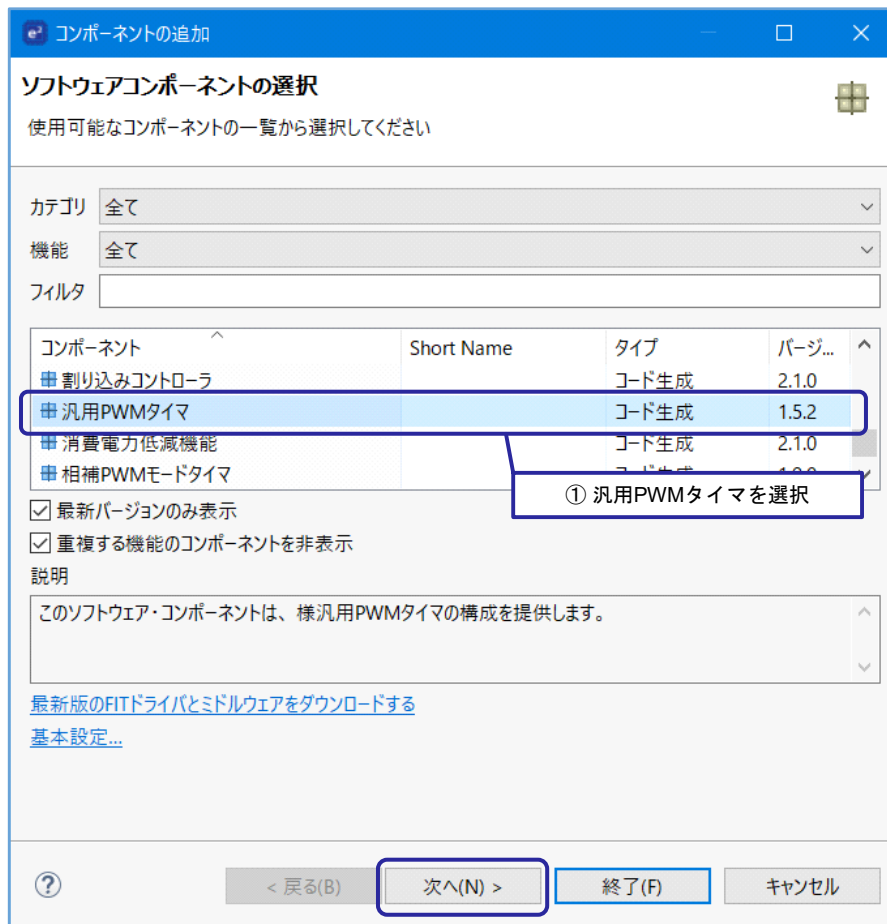 e² コンポーネントの追加
ソフトウェアコンポーネントの選択
使用可能なコンポーネントの一覧から選択してください
カテゴリ 全て
機能 全て
フィルタ
コンポーネント Short Name タイプ バージ...
割り込みコントローラ コード生成 2.1.0
汎用PWMタイマ コード生成 1.5.2
消費電力低減機能 コード生成 2.1.0
相補PWMモードタイマ
① 汎用PWMタイマを選択
最新バージョンのみ表示
重複する機能のコンポーネントを非表示
説明
このソフトウェア・コンポーネントは、様汎用PWMタイマの構成を提供します。
最新版のFITドライバとミドルウェアをダウンロードする
基本設定...
? < 戻る(B) 次へ(N) > 終了(F) キャンセル